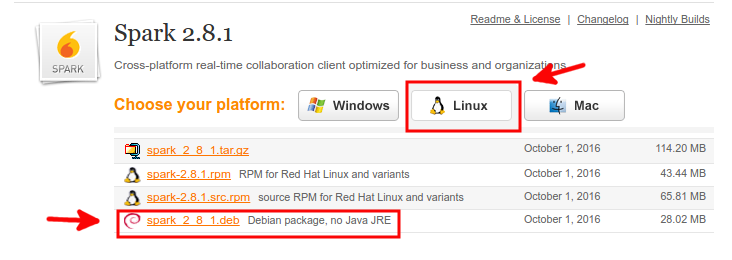 Readme & License | Changelog | Nightly Builds
Spark 2.8.1
SPARK
Cross-platform real-time collaboration client optimized for business and organizations.
Choose your platform: Windows Linux Mac
spark_2_8_1.tar.gz October 1, 2016 114.20 MB
spark-2.8.1.rpm RPM for Red Hat Linux and variants October 1, 2016 43.44 MB
spark-2.8.1.src.rpm source RPM for Red Hat Linux and variants October 1, 2016 65.81 MB
spark_2_8_1.deb Debian package, no Java JRE October 1, 2016 28.02 MB